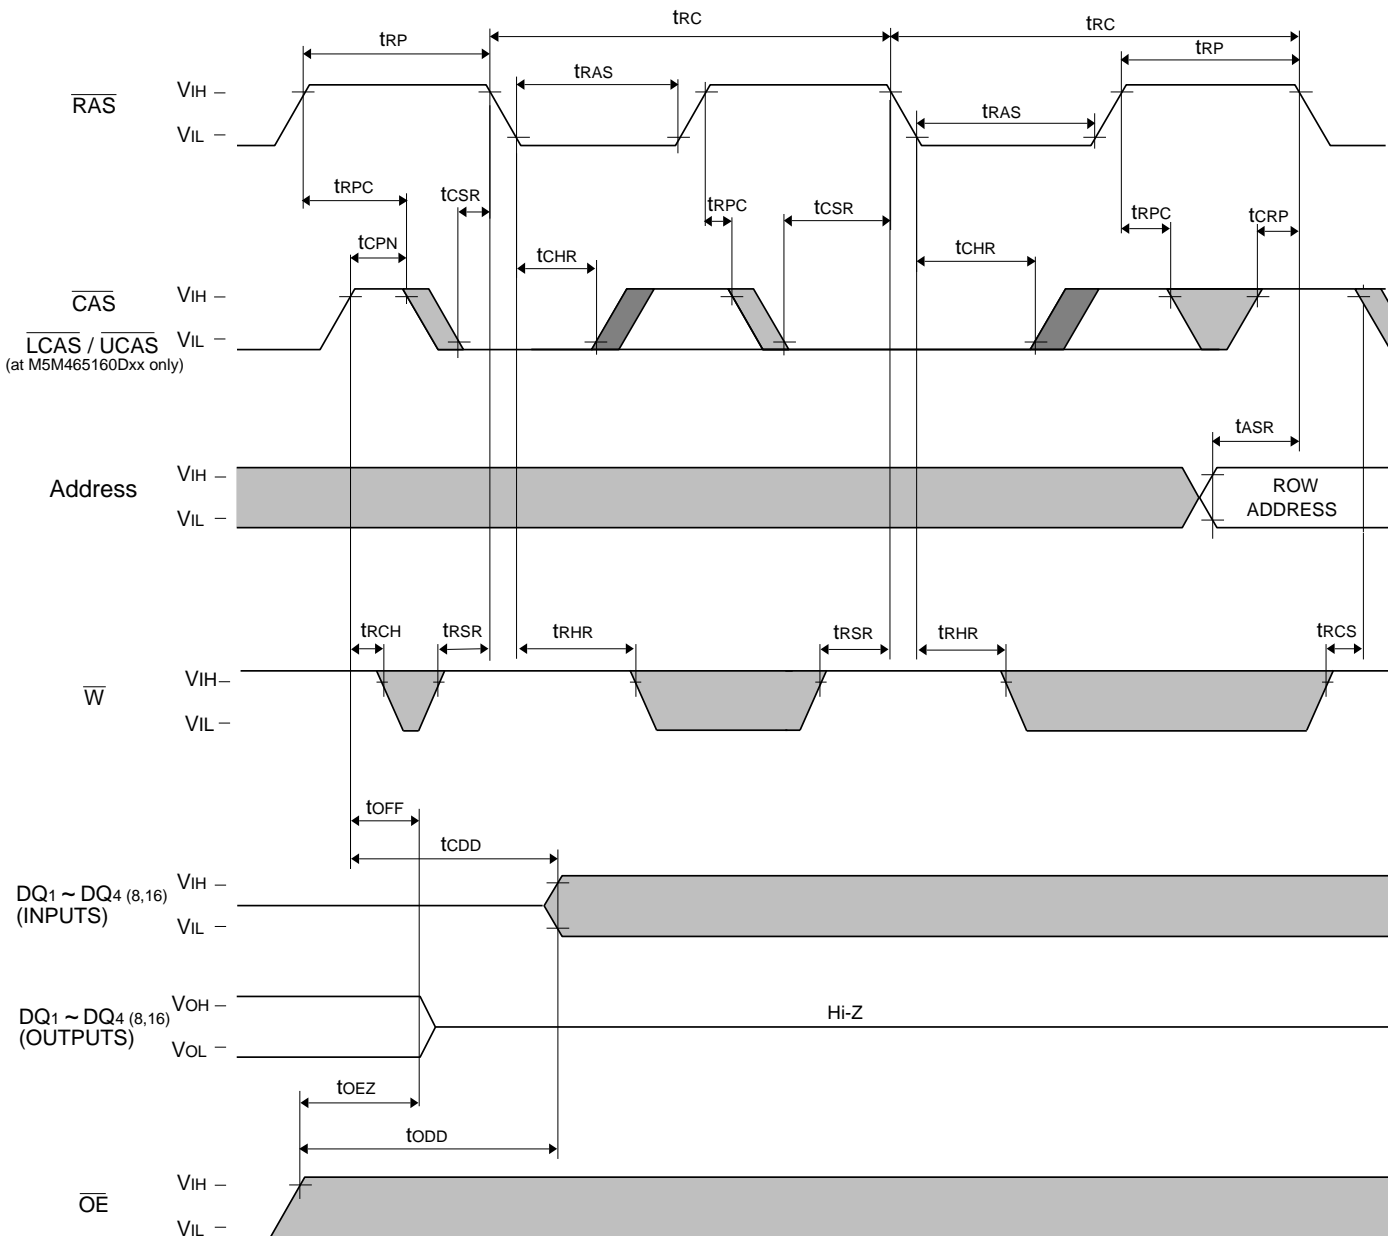 tRC
tRC
tRP
tRP
tRAS
tRAS
RAS
VIH
VIL
tRPC
tCSR
tRPC
tCSR
tRPC
tCRP
tCPN
tCHR
tCHR
CAS
LCAS / UCAS
(at M5M465160Dxx only)
VIH
VIL
tASR
Address
VIH
VIL
ROW
ADDRESS
tRCH
tRSR
tRHR
tRSR
tRHR
tRCS
W
VIH
VIL
tOFF
tCDD
DQ1 ~ DQ4 (8,16)
(INPUTS)
VIH
VIL
DQ1 ~ DQ4 (8,16)
(OUTPUTS)
VOH
VOL
Hi-Z
tOEZ
tODD
OE
VIH
VIL